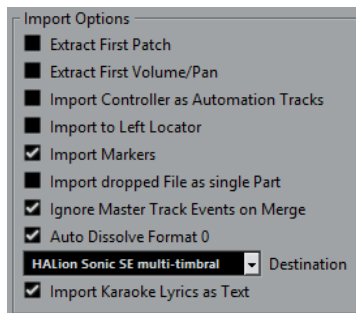 Import Options
Extract First Patch
Extract First Volume/Pan
Import Controller as Automation Tracks
Import to Left Locator
Import Markers
Import dropped File as single Part
Ignore Master Track Events on Merge
Auto Dissolve Format 0
HALion Sonic SE multi-timbral Destination
Import Karaoke Lyrics as Text